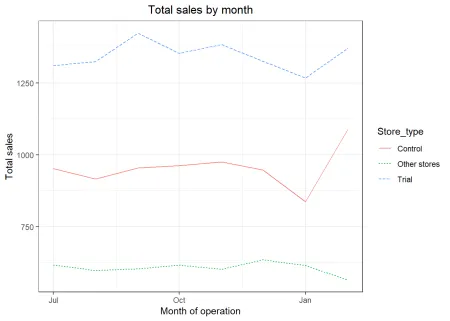 Total sales by month
Total sales
1250
1000
750
Jul
Oct
Jan
Month of operation
Store_type
Control
Other stores
Trial